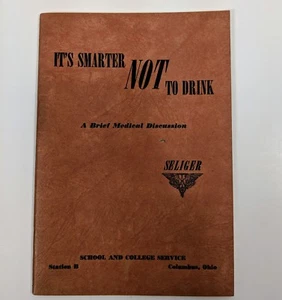 IT'S SMARTER
NOT
TO DRINK
A Brief Medical Discussion
SELIGER
SCHOOL AND COLLEGE SERVICE
Station B Columbus, Ohio